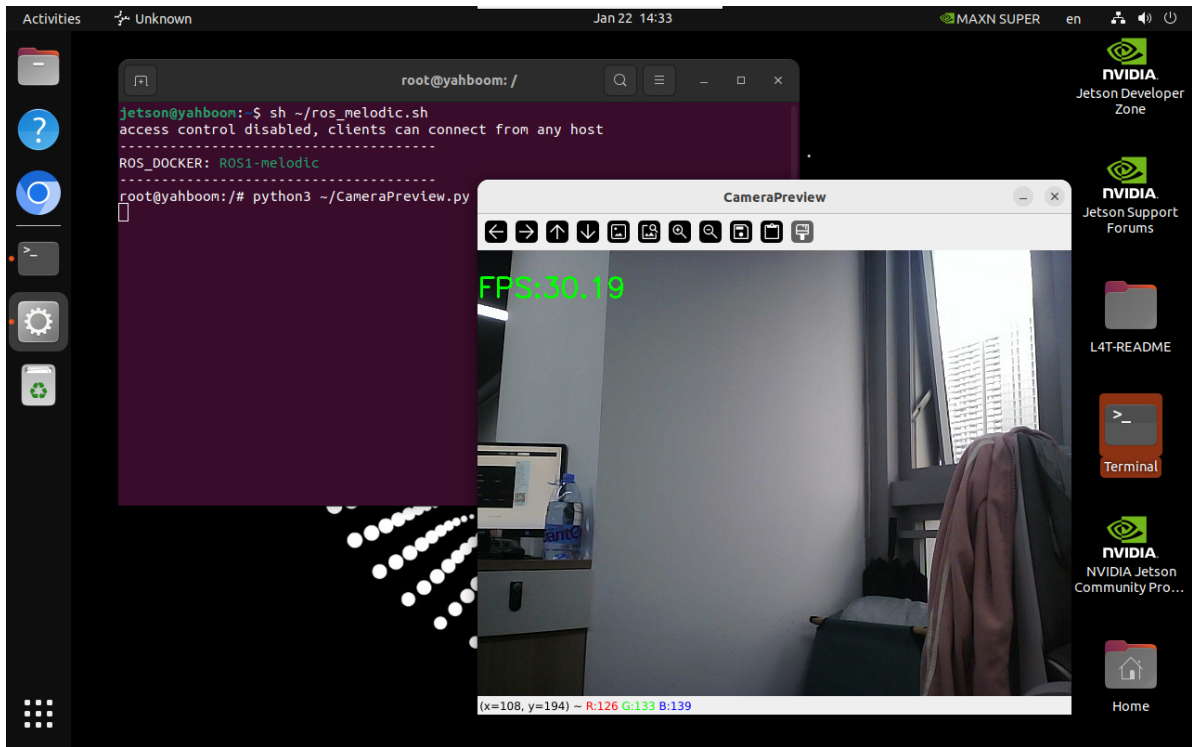 Activities
Unknown
Jan 22 14:33
MAXN SUPER
en
root@yahboom: /
jetson@yahboom:~$ sh ~/ros_melodic.sh
access control disabled, clients can connect from any host
--------------------------------------
ROS_DOCKER: ROS1-melodic
--------------------------------------
root@yahboom:/# python3 ~/CameraPreview.py
CameraPreview
FPS:30.19
(x=108, y=194) ~ R:126 G:133 B:139
NVIDIA.
Jetson Developer
Zone
NVIDIA.
Jetson Support
Forums
L4T-README
>_
Terminal
NVIDIA.
NVIDIA Jetson
Community Pro...
Home